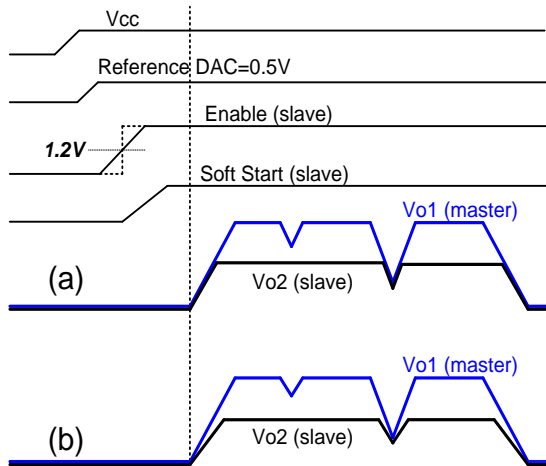 Vcc
Reference DAC=0.5V
Enable (slave)
1.2V
Soft Start (slave)
Vo1 (master)
(a)
Vo2 (slave)
Vo1 (master)
Vo2 (slave)
(b)